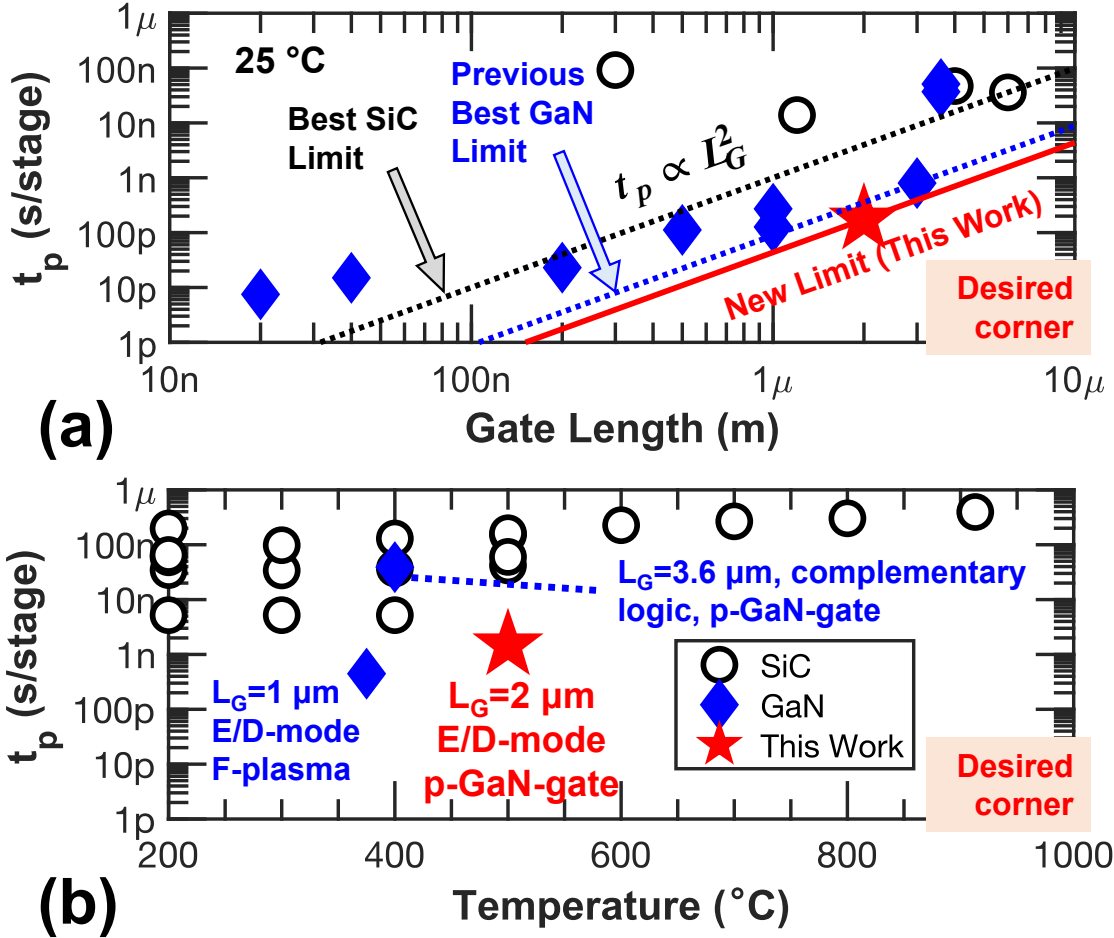 1μ
100n
10n
1n
100p
10p
1p
t_p (s/stage)
25 °C
Best SiC
Limit
Previous
Best GaN
Limit
t_p ∝ L_G^2
New Limit (This Work)
Desired
corner
10n
100n
1μ
10μ
Gate Length (m)
(a)
1μ
100n
10n
1n
100p
10p
1p
t_p (s/stage)
L_G=3.6 μm, complementary
logic, p-GaN-gate
L_G=1 μm
E/D-mode
F-plasma
L_G=2 μm
E/D-mode
p-GaN-gate
SiC
GaN
This Work
Desired
corner
200
400
600
800
1000
Temperature (°C)
(b)